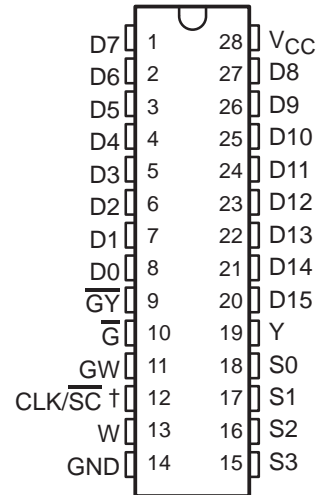 D7 1 28 VCC
D6 2 27 D8
D5 3 26 D9
D4 4 25 D10
D3 5 24 D11
D2 6 23 D12
D1 7 22 D13
D0 8 21 D14
G̅Y̅ 9 20 D15
G̅ 10 19 Y
GW 11 18 S0
CLK/S̅C̅ † 12 17 S1
W 13 16 S2
GND 14 15 S3